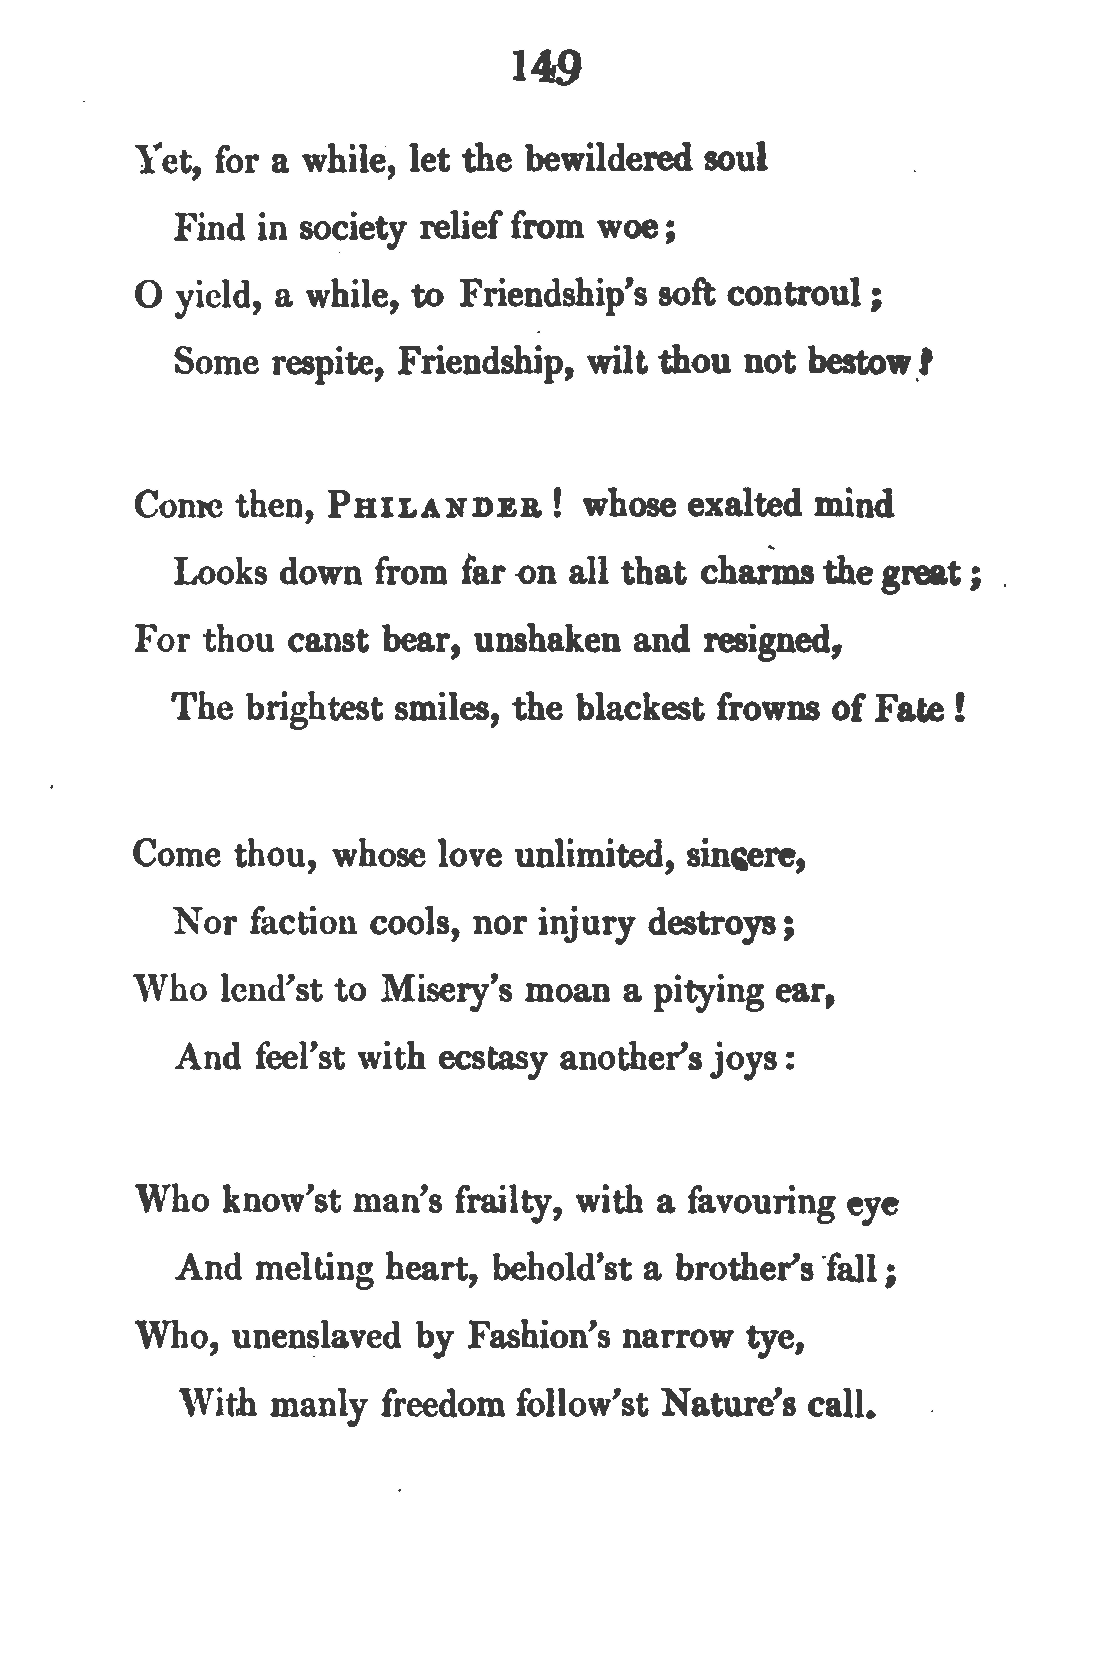 149
Yet, for a while, let the bewildered soul
Find in society relief from woe;
O yield, a while, to Friendship's soft controul;
Some respite, Friendship, wilt thou not bestow?
Come then, PHILANDER! whose exalted mind
Looks down from far on all that charms the great;
For thou canst bear, unshaken and resigned,
The brightest smiles, the blackest frowns of Fate!
Come thou, whose love unlimited, sincere,
Nor faction cools, nor injury destroys;
Who lend'st to Misery's moan a pitying ear,
And feel'st with ecstasy another's joys:
Who know'st man's frailty, with a favouring eye
And melting heart, behold'st a brother's fall;
Who, unenslaved by Fashion's narrow tye,
With manly freedom follow'st Nature's call.